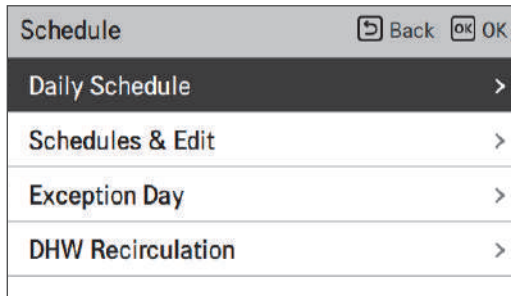 Schedule Back OK OK
Daily Schedule >
Schedules & Edit >
Exception Day >
DHW Recirculation >